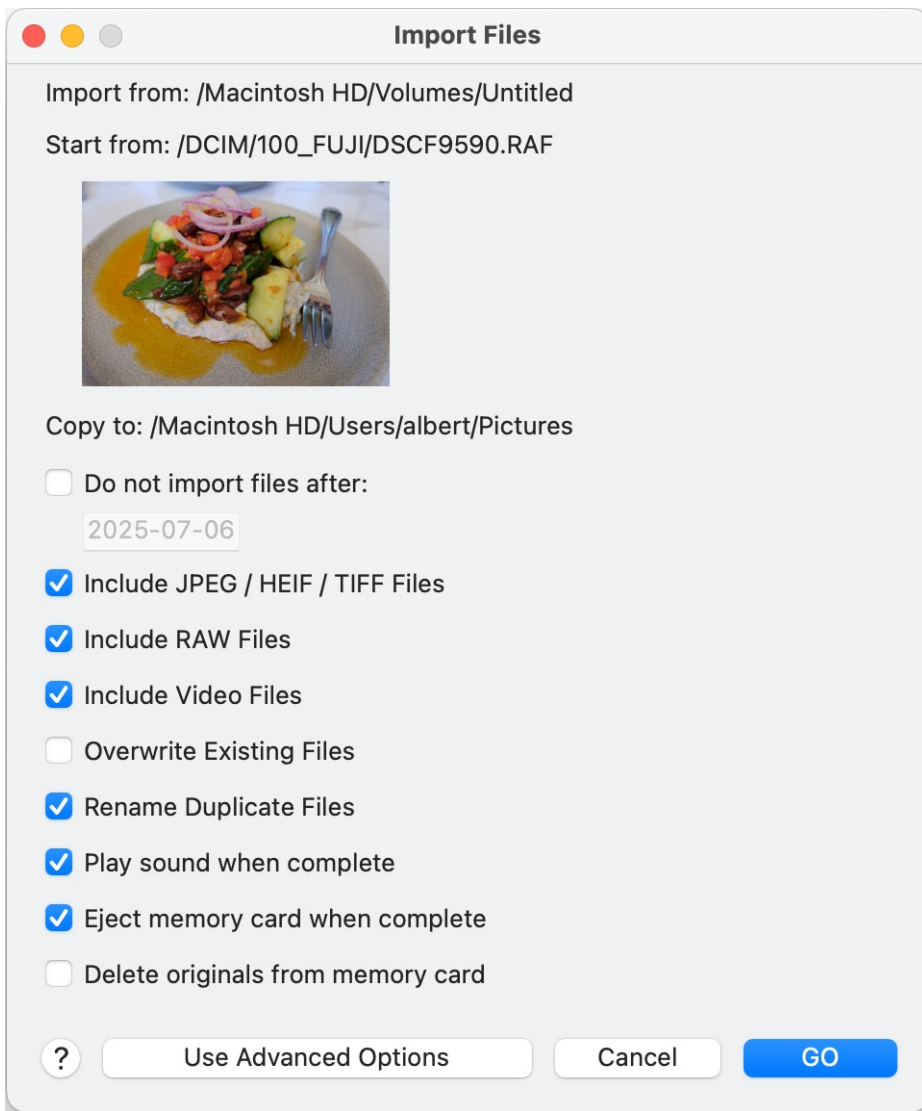 Import Files
Import from: /Macintosh HD/Volumes/Untitled
Start from: /DCIM/100_FUJI/DSCF9590.RAF
Copy to: /Macintosh HD/Users/albert/Pictures
Do not import files after:
2025-07-06
Include JPEG / HEIF / TIFF Files
Include RAW Files
Include Video Files
Overwrite Existing Files
Rename Duplicate Files
Play sound when complete
Eject memory card when complete
Delete originals from memory card
? Use Advanced Options Cancel GO